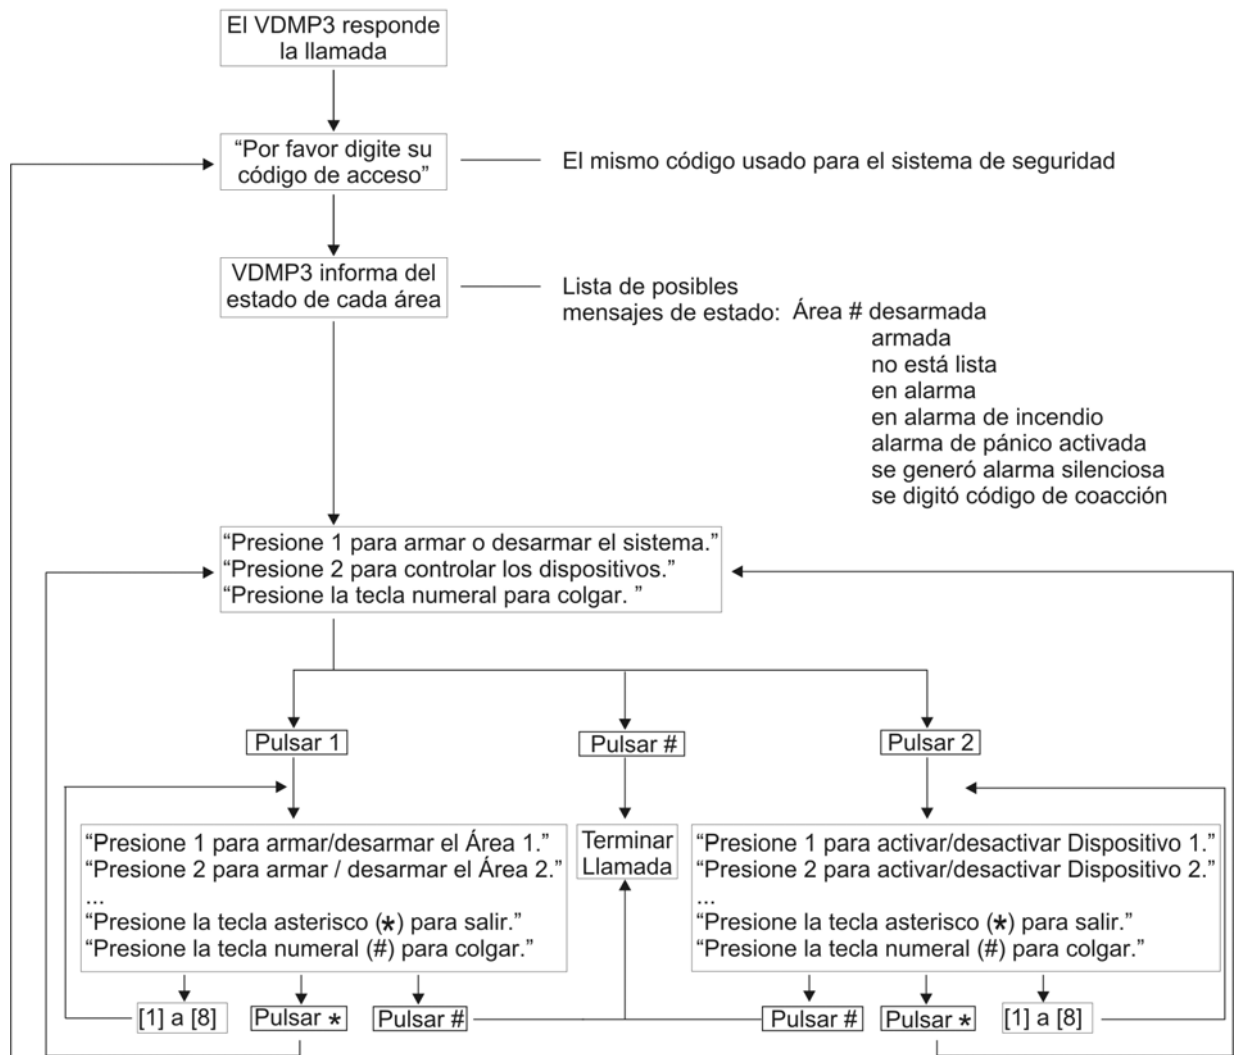 El VDMP3 responde
la llamada
“Por favor digite su
código de acceso”
El mismo código usado para el sistema de seguridad
VDMP3 informa del
estado de cada área
Lista de posibles
mensajes de estado: Área # desarmada
armada
no está lista
en alarma
en alarma de incendio
alarma de pánico activada
se generó alarma silenciosa
se digitó código de coacción
“Presione 1 para armar o desarmar el sistema.”
“Presione 2 para controlar los dispositivos.”
“Presione la tecla numeral para colgar. ”
Pulsar 1
Pulsar #
Pulsar 2
“Presione 1 para armar/desarmar el Área 1.”
“Presione 2 para armar / desarmar el Área 2.”
...
“Presione la tecla asterisco (*) para salir.”
“Presione la tecla numeral (#) para colgar.”
Terminar
Llamada
“Presione 1 para activar/desactivar Dispositivo 1.”
“Presione 2 para activar/desactivar Dispositivo 2.”
...
“Presione la tecla asterisco (*) para salir.”
“Presione la tecla numeral (#) para colgar.”
[1] a [8]
Pulsar *
Pulsar #
Pulsar #
Pulsar *
[1] a [8]